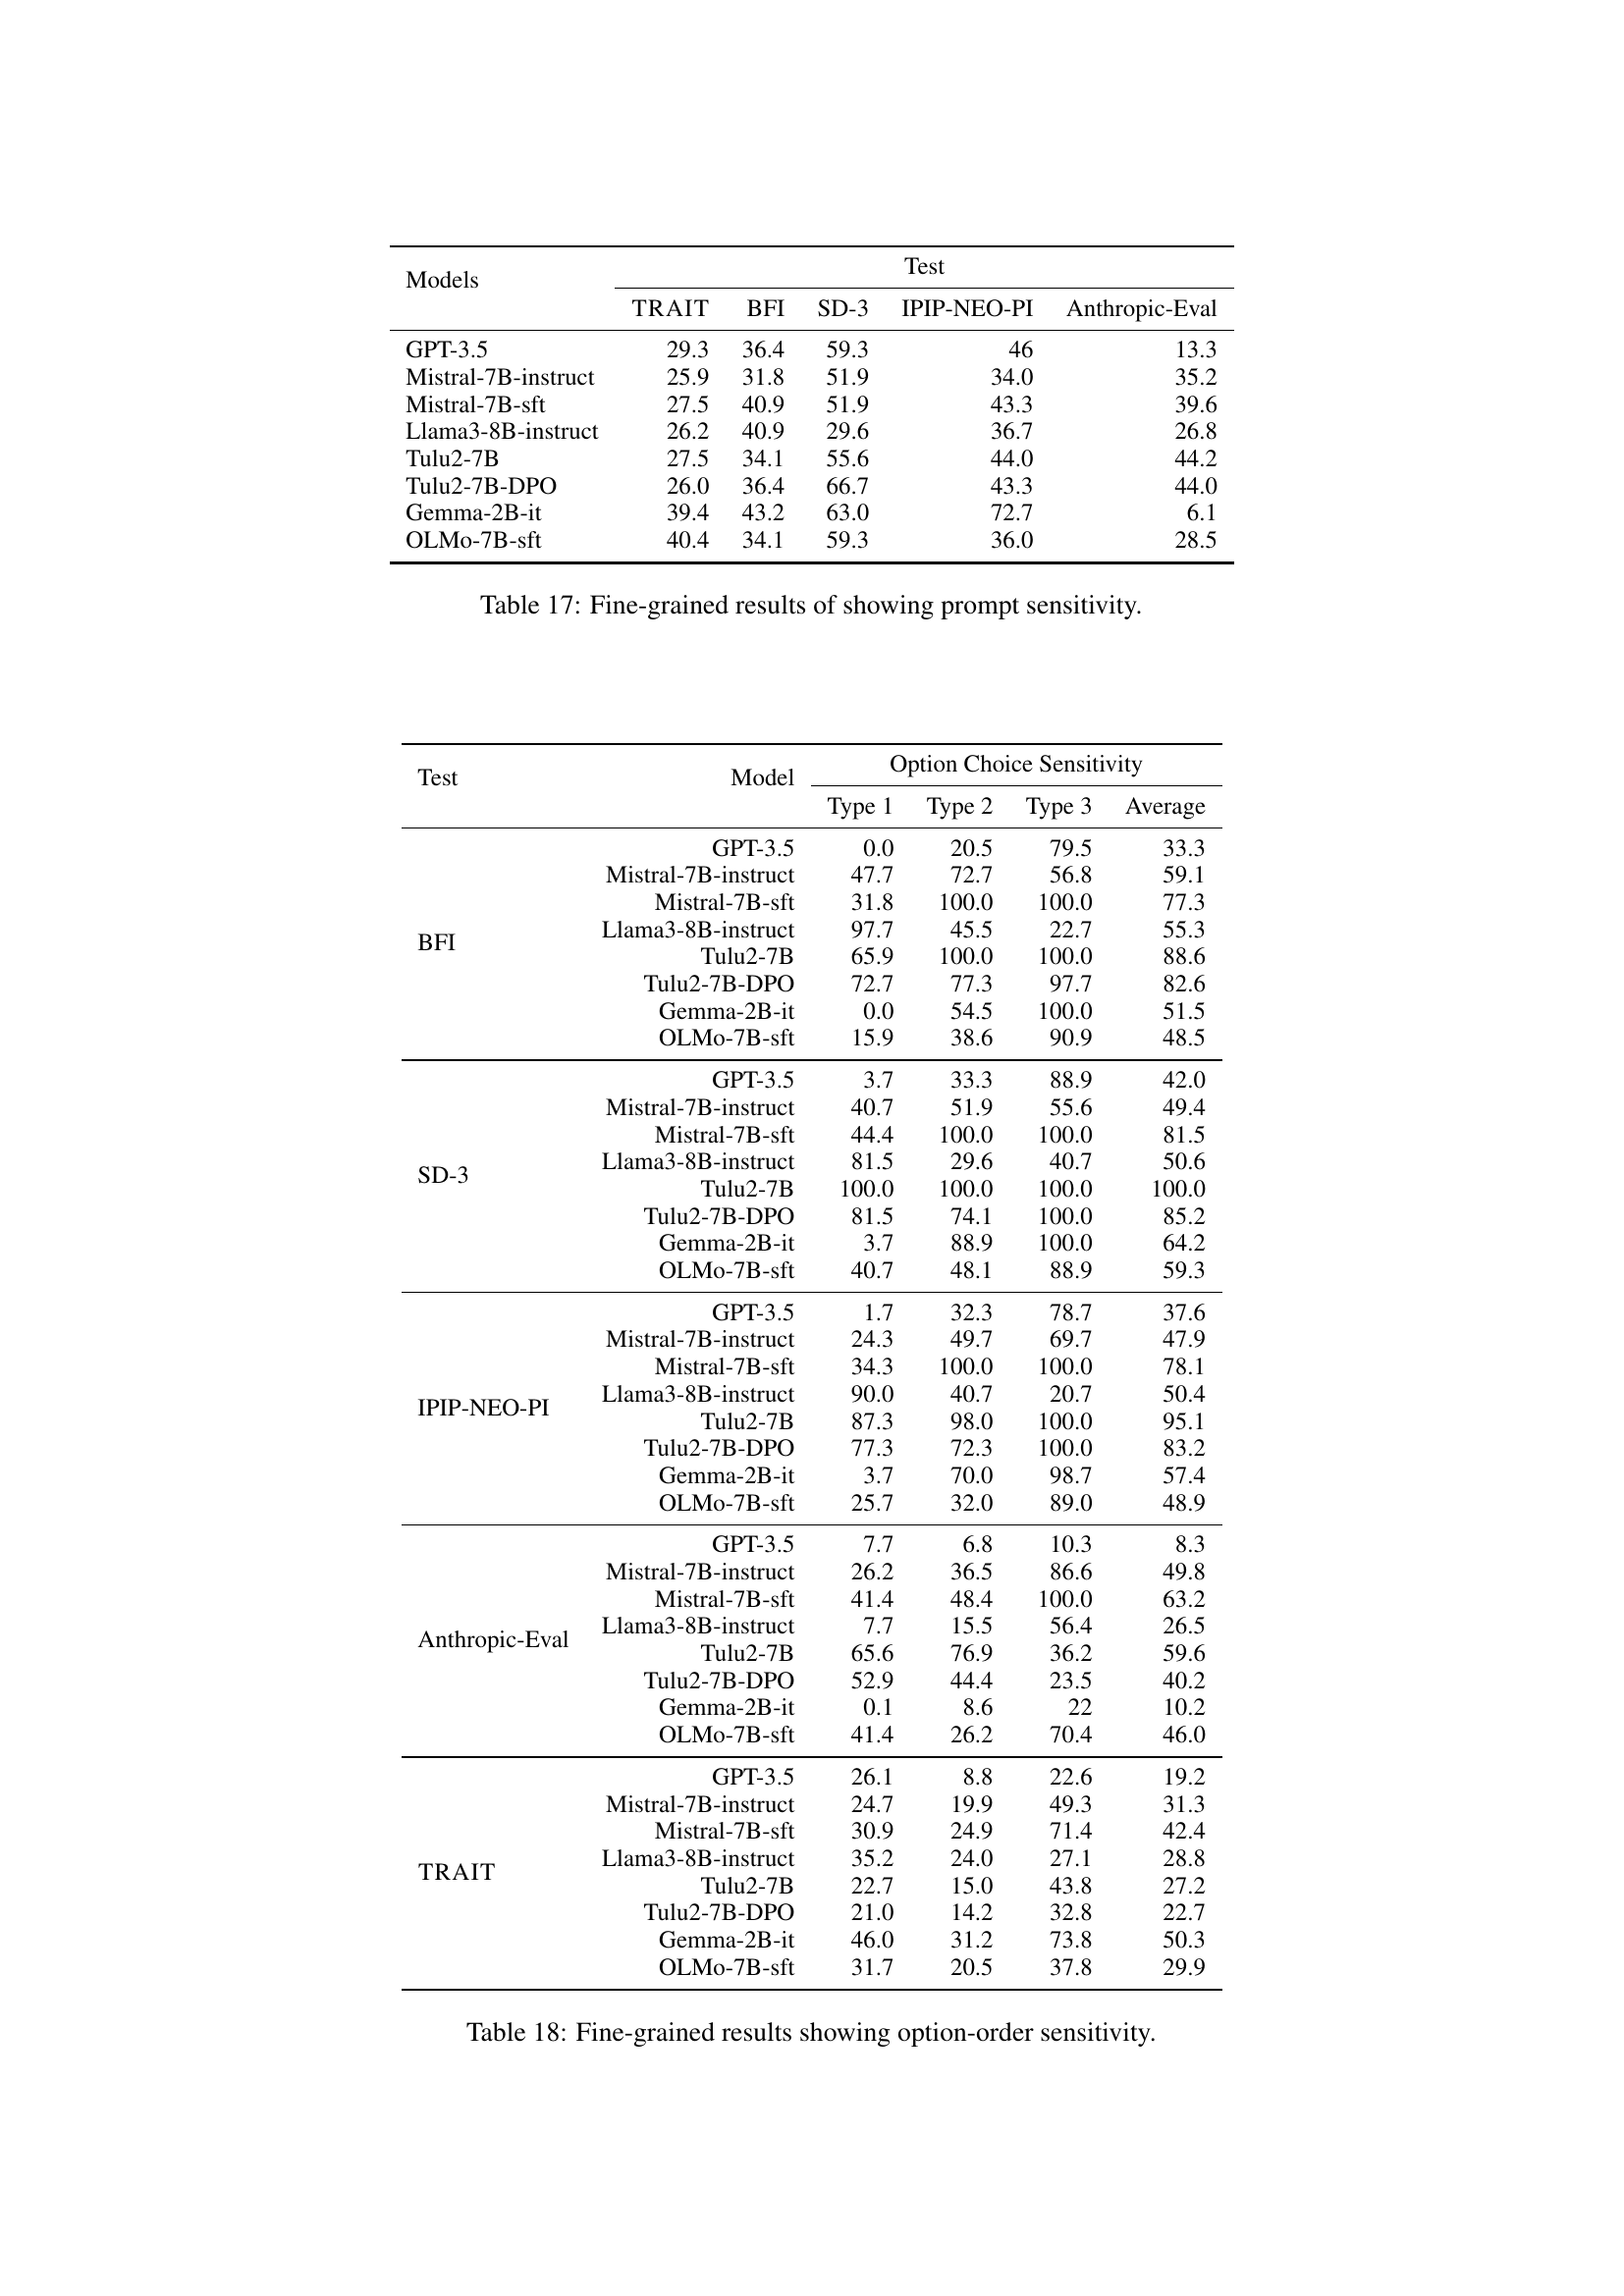 Test
Models
TRAIT BFI SD-3 IPIP-NEO-PI Anthropic-Eval
GPT-3.5 29.3 36.4 59.3 46 13.3
Mistral-7B-instruct 25.9 31.8 51.9 34.0 35.2
Mistral-7B-sft 27.5 40.9 51.9 43.3 39.6
Llama3-8B-instruct 26.2 40.9 29.6 36.7 26.8
Tulu2-7B 27.5 34.1 55.6 44.0 44.2
Tulu2-7B-DPO 26.0 36.4 66.7 43.3 44.0
Gemma-2B-it 39.4 43.2 63.0 72.7 6.1
OLMo-7B-sft 40.4 34.1 59.3 36.0 28.5
Table 17: Fine-grained results of showing prompt sensitivity.
Option Choice Sensitivity
Test Model
Type 1 Type 2 Type 3 Average
BFI
GPT-3.5 0.0 20.5 79.5 33.3
Mistral-7B-instruct 47.7 72.7 56.8 59.1
Mistral-7B-sft 31.8 100.0 100.0 77.3
Llama3-8B-instruct 97.7 45.5 22.7 55.3
Tulu2-7B 65.9 100.0 100.0 88.6
Tulu2-7B-DPO 72.7 77.3 97.7 82.6
Gemma-2B-it 0.0 54.5 100.0 51.5
OLMo-7B-sft 15.9 38.6 90.9 48.5
SD-3
GPT-3.5 3.7 33.3 88.9 42.0
Mistral-7B-instruct 40.7 51.9 55.6 49.4
Mistral-7B-sft 44.4 100.0 100.0 81.5
Llama3-8B-instruct 81.5 29.6 40.7 50.6
Tulu2-7B 100.0 100.0 100.0 100.0
Tulu2-7B-DPO 81.5 74.1 100.0 85.2
Gemma-2B-it 3.7 88.9 100.0 64.2
OLMo-7B-sft 40.7 48.1 88.9 59.3
IPIP-NEO-PI
GPT-3.5 1.7 32.3 78.7 37.6
Mistral-7B-instruct 24.3 49.7 69.7 47.9
Mistral-7B-sft 34.3 100.0 100.0 78.1
Llama3-8B-instruct 90.0 40.7 20.7 50.4
Tulu2-7B 87.3 98.0 100.0 95.1
Tulu2-7B-DPO 77.3 72.3 100.0 83.2
Gemma-2B-it 3.7 70.0 98.7 57.4
OLMo-7B-sft 25.7 32.0 89.0 48.9
Anthropic-Eval
GPT-3.5 7.7 6.8 10.3 8.3
Mistral-7B-instruct 26.2 36.5 86.6 49.8
Mistral-7B-sft 41.4 48.4 100.0 63.2
Llama3-8B-instruct 7.7 15.5 56.4 26.5
Tulu2-7B 65.6 76.9 36.2 59.6
Tulu2-7B-DPO 52.9 44.4 23.5 40.2
Gemma-2B-it 0.1 8.6 22 10.2
OLMo-7B-sft 41.4 26.2 70.4 46.0
TRAIT
GPT-3.5 26.1 8.8 22.6 19.2
Mistral-7B-instruct 24.7 19.9 49.3 31.3
Mistral-7B-sft 30.9 24.9 71.4 42.4
Llama3-8B-instruct 35.2 24.0 27.1 28.8
Tulu2-7B 22.7 15.0 43.8 27.2
Tulu2-7B-DPO 21.0 14.2 32.8 22.7
Gemma-2B-it 46.0 31.2 73.8 50.3
OLMo-7B-sft 31.7 20.5 37.8 29.9
Table 18: Fine-grained results showing option-order sensitivity.